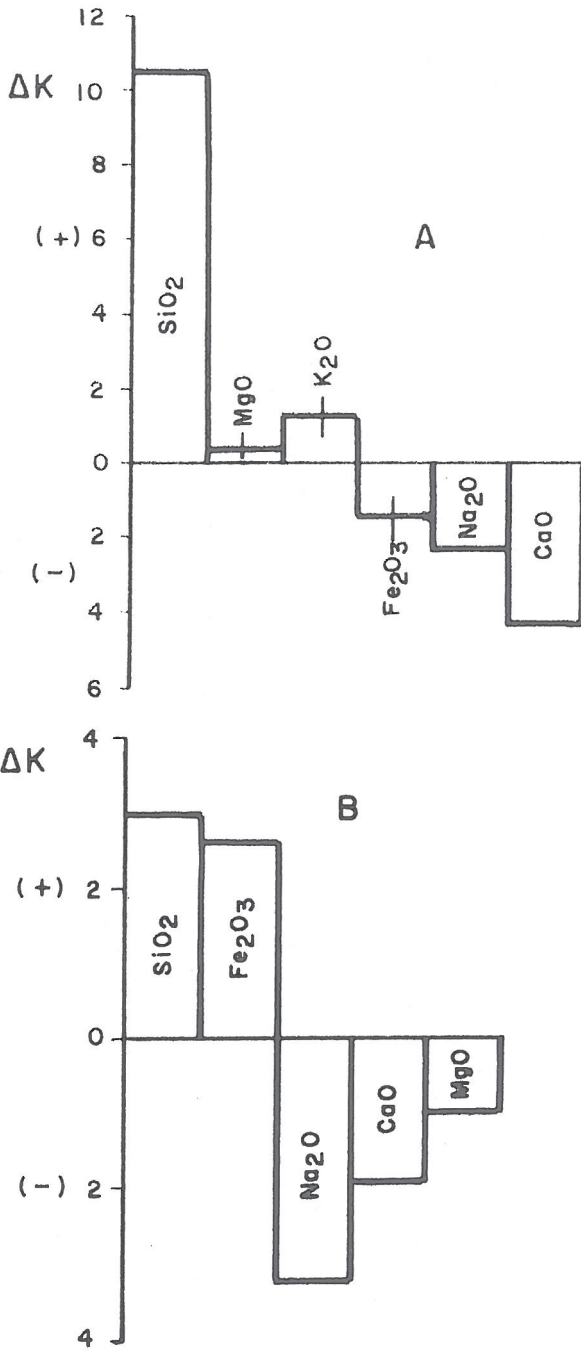 12
ΔK 10
8
(+) 6
A
4
2
0
2
(-)
4
6
SiO2
MgO
K2O
Fe2O3
Na2O
CaO
4
ΔK
B
(+) 2
0
(-) 2
4
SiO2
Fe2O3
Na2O
CaO
MgO